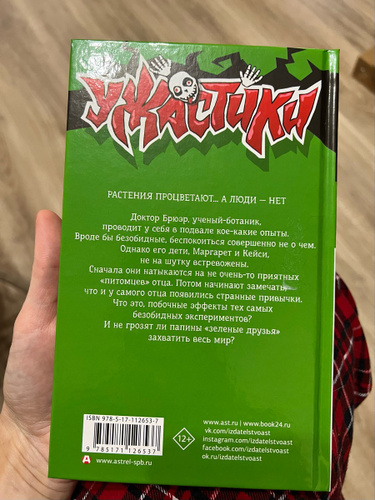 УЖАСТИКИ
РАСТЕНИЯ ПРОЦВЕТАЮТ... А ЛЮДИ – НЕТ
Доктор Брюэр, ученый-ботаник,
проводит у себя в подвале кое-какие опыты.
Вроде бы безобидные, беспокоиться совершенно не о чем.
Однако его дети, Маргарет и Кейси,
не на шутку встревожены.
Сначала они натыкаются на не очень-то приятных
"питомцев" отца. Потом начинают замечать,
что и у самого отца появились странные привычки.
Что это, побочные эффекты тех самых
безобидных экспериментов?
И не грозят ли папины "зеленые друзья"
захватить весь мир?
ISBN 978-5-17-112653-7
9 785171 126537
www.astrel-spb.ru
12+
www.ast.ru | www.book24.ru
vk.com/izdatelstvoast
instagram.com/izdatelstvoast
facebook.com/izdatelstvoast
ok.ru/izdatelstvoast